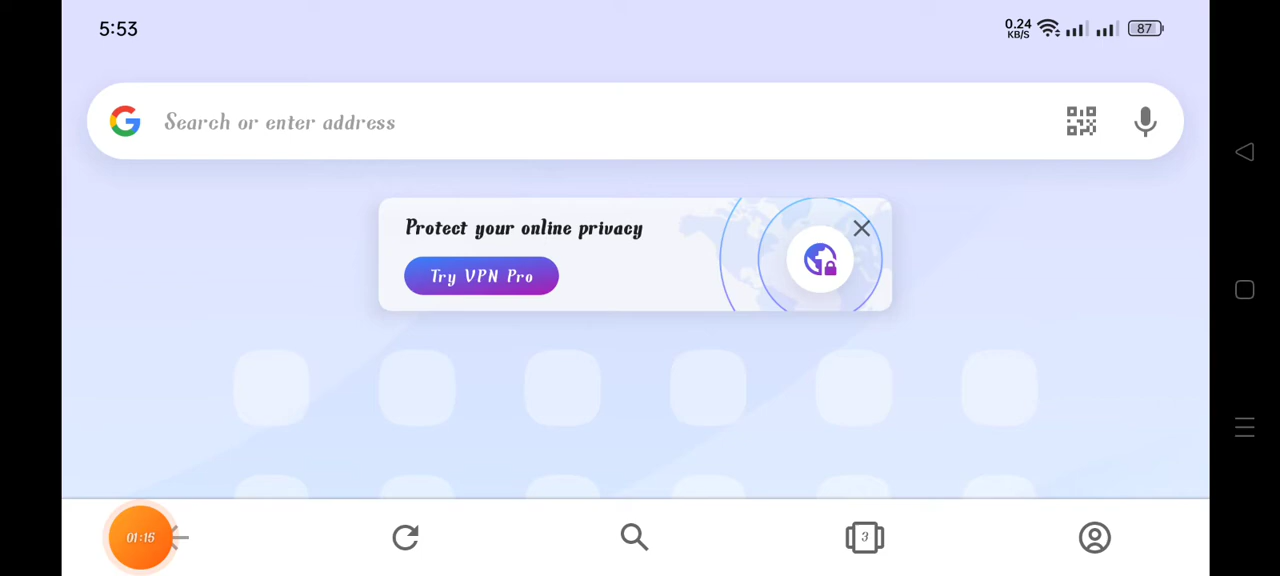 5:53
0.24
KB/S
87
Search or enter address
Protect your online privacy
Try VPN Pro
01:15
3